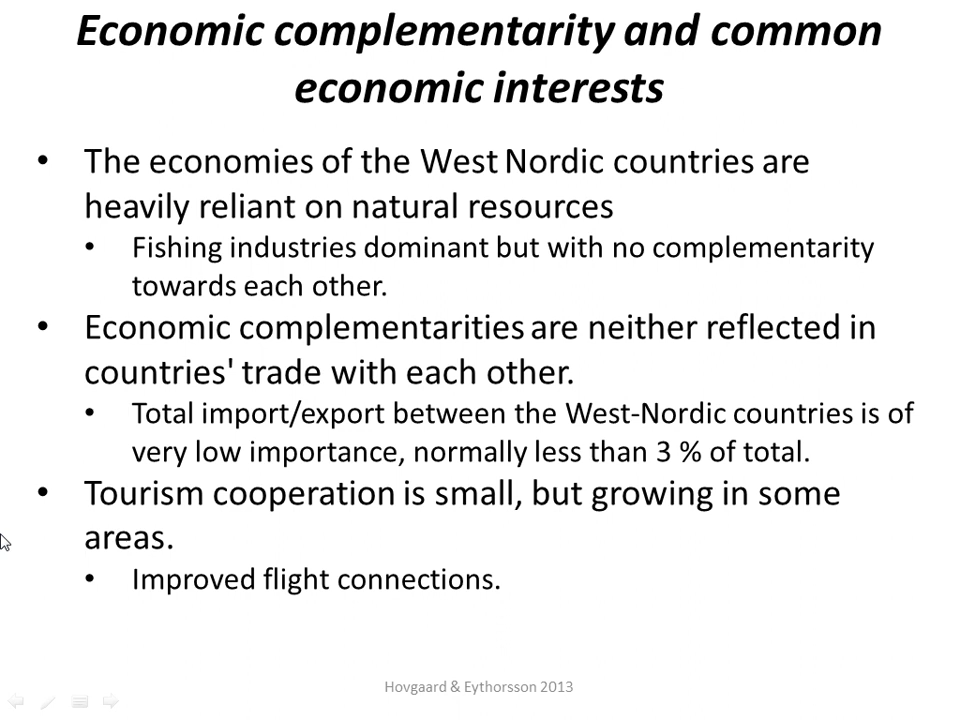 Economic complementarity and common
economic interests
• The economies of the West Nordic countries are
heavily reliant on natural resources
• Fishing industries dominant but with no complementarity
towards each other.
• Economic complementarities are neither reflected in
countries' trade with each other.
• Total import/export between the West-Nordic countries is of
very low importance, normally less than 3 % of total.
• Tourism cooperation is small, but growing in some
areas.
• Improved flight connections.
Hovgaard & Eythorsson 2013